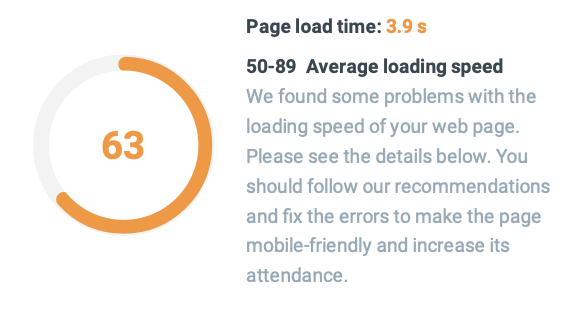 63
Page load time: 3.9 s
50-89 Average loading speed
We found some problems with the
loading speed of your web page.
Please see the details below. You
should follow our recommendations
and fix the errors to make the page
mobile-friendly and increase its
attendance.